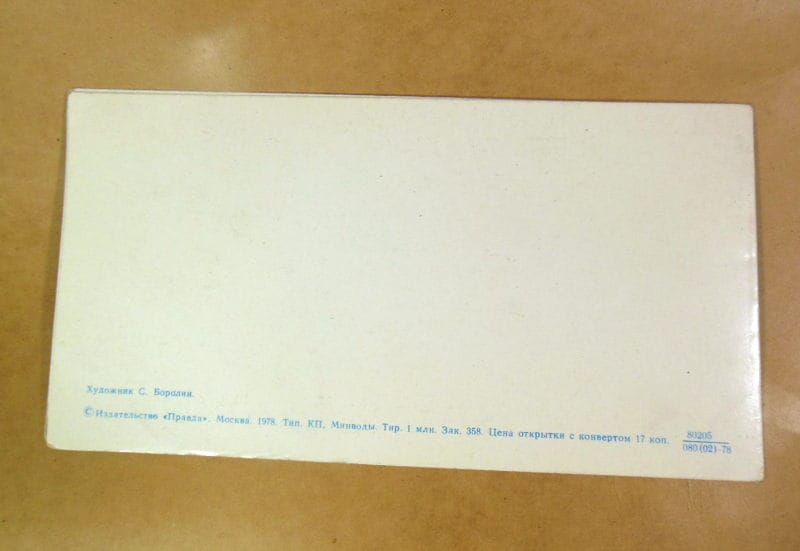 Художник С. Боролин.
© Издательство «Правда». Москва. 1978. Тип. КП, Минводы. Тир. 1 млн. Зак. 358. Цена открытки с конвертом 17 коп.
80205
080(02)-78